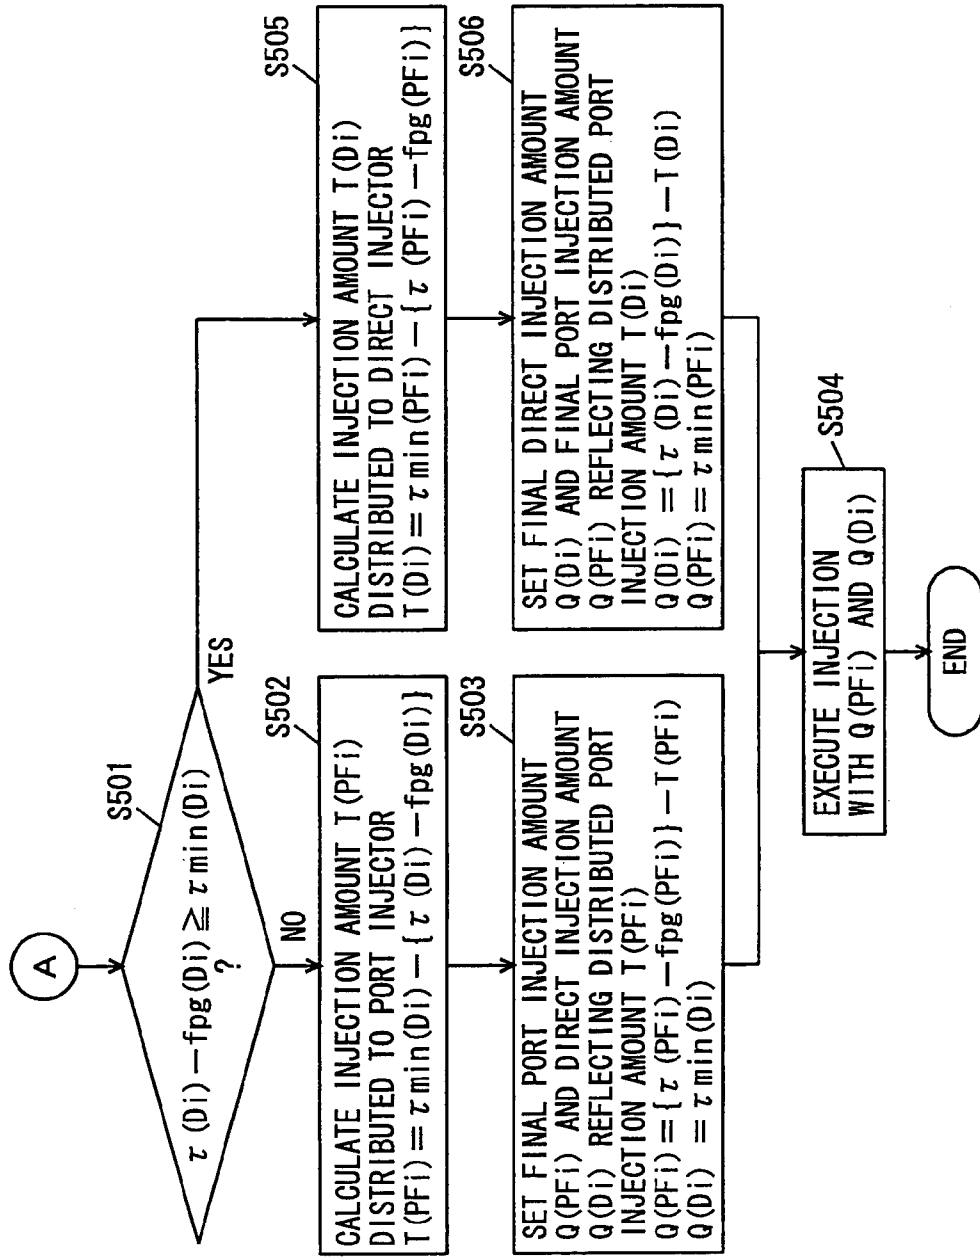 A
S501
τ(Di)−fpg(Di)≧τmin(Di)
?
NO
YES
S502
CALCULATE INJECTION AMOUNT T(PFi)
DISTRIBUTED TO PORT INJECTOR
T(PFi)=τmin(Di)−{τ(Di)−fpg(Di)}
S503
SET FINAL PORT INJECTION AMOUNT
Q(PFi) AND DIRECT INJECTION AMOUNT
Q(Di) REFLECTING DISTRIBUTED PORT
INJECTION AMOUNT T(PFi)
Q(PFi)={τ(PFi)−fpg(PFi)}−T(PFi)
Q(Di)=τmin(Di)
S505
CALCULATE INJECTION AMOUNT T(Di)
DISTRIBUTED TO DIRECT INJECTOR
T(Di)=τmin(PFi)−{τ(PFi)−fpg(PFi)}
S506
SET FINAL DIRECT INJECTION AMOUNT
Q(Di) AND FINAL PORT INJECTION AMOUNT
Q(PFi) REFLECTING DISTRIBUTED PORT
INJECTION AMOUNT T(Di)
Q(Di)={τ(Di)−fpg(Di)}−T(Di)
Q(PFi)=τmin(PFi)
S504
EXECUTE INJECTION
WITH Q(PFi) AND Q(Di)
END